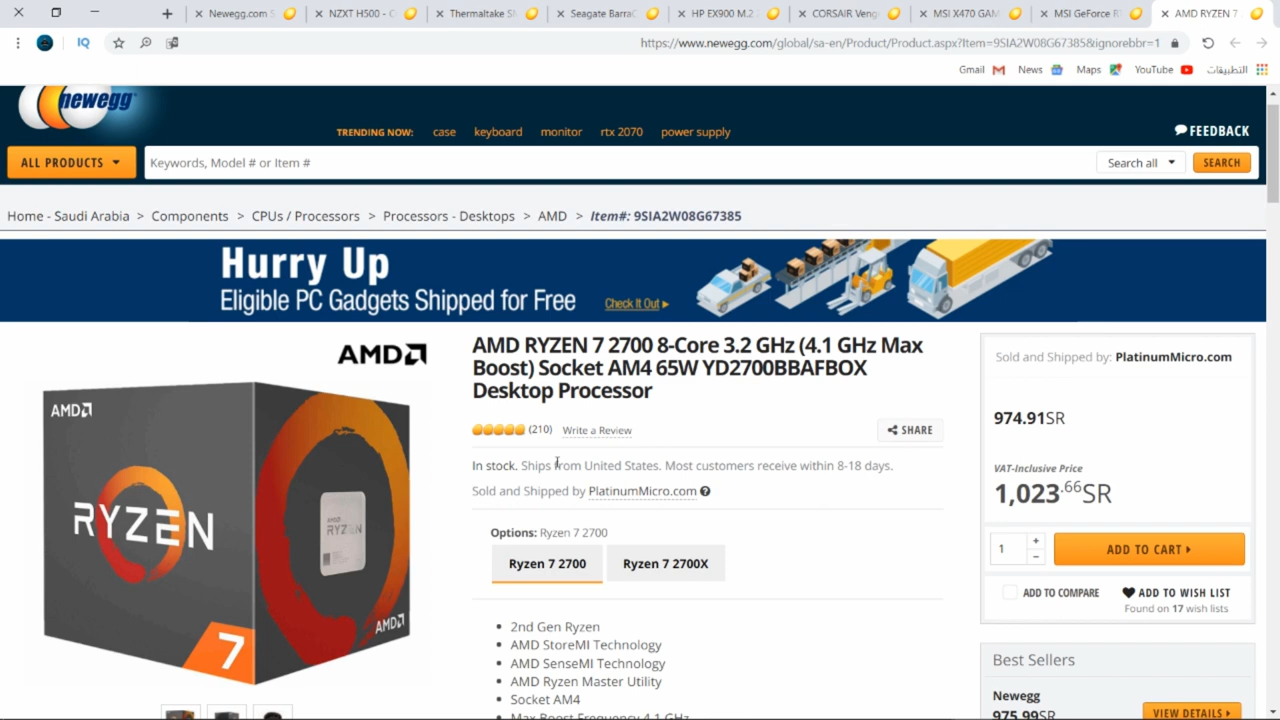 Newegg.com S
NZXT H500 - C
Thermaltake S
Seagate Barra
HP EX900 M.2
CORSAIR Veng
MSI X470 GAM
MSI GeForce R
AMD RYZEN 7
IQ
https://www.newegg.com/global/sa-en/Product/Product.aspx?Item=9SIA2W08G67385&ignorebbr=1
Gmail News Maps YouTube التطبيقات
newegg
TRENDING NOW: case keyboard monitor rtx 2070 power supply
FEEDBACK
ALL PRODUCTS Keywords, Model # or Item # Search all SEARCH
Home - Saudi Arabia > Components > CPUs / Processors > Processors - Desktops > AMD > Item#: 9SIA2W08G67385
Hurry Up
Eligible PC Gadgets Shipped for Free Check It Out
AMD
AMD
RYZEN
AMD
RYZEN
AMD
7
AMD RYZEN 7 2700 8-Core 3.2 GHz (4.1 GHz Max
Boost) Socket AM4 65W YD2700BBAFBOX
Desktop Processor
(210) Write a Review SHARE
In stock. Ships from United States. Most customers receive within 8-18 days.
Sold and Shipped by PlatinumMicro.com ?
Options: Ryzen 7 2700
Ryzen 7 2700 Ryzen 7 2700X
2nd Gen Ryzen
AMD StoreMI Technology
AMD SenseMI Technology
AMD Ryzen Master Utility
Socket AM4
Max Boost Frequency 4.1 GHz
Sold and Shipped by: PlatinumMicro.com
974.91SR
VAT-Inclusive Price
1,023.66SR
1 + − ADD TO CART
ADD TO COMPARE ADD TO WISH LIST
Found on 17 wish lists
Best Sellers
Newegg
975.99SR VIEW DETAILS